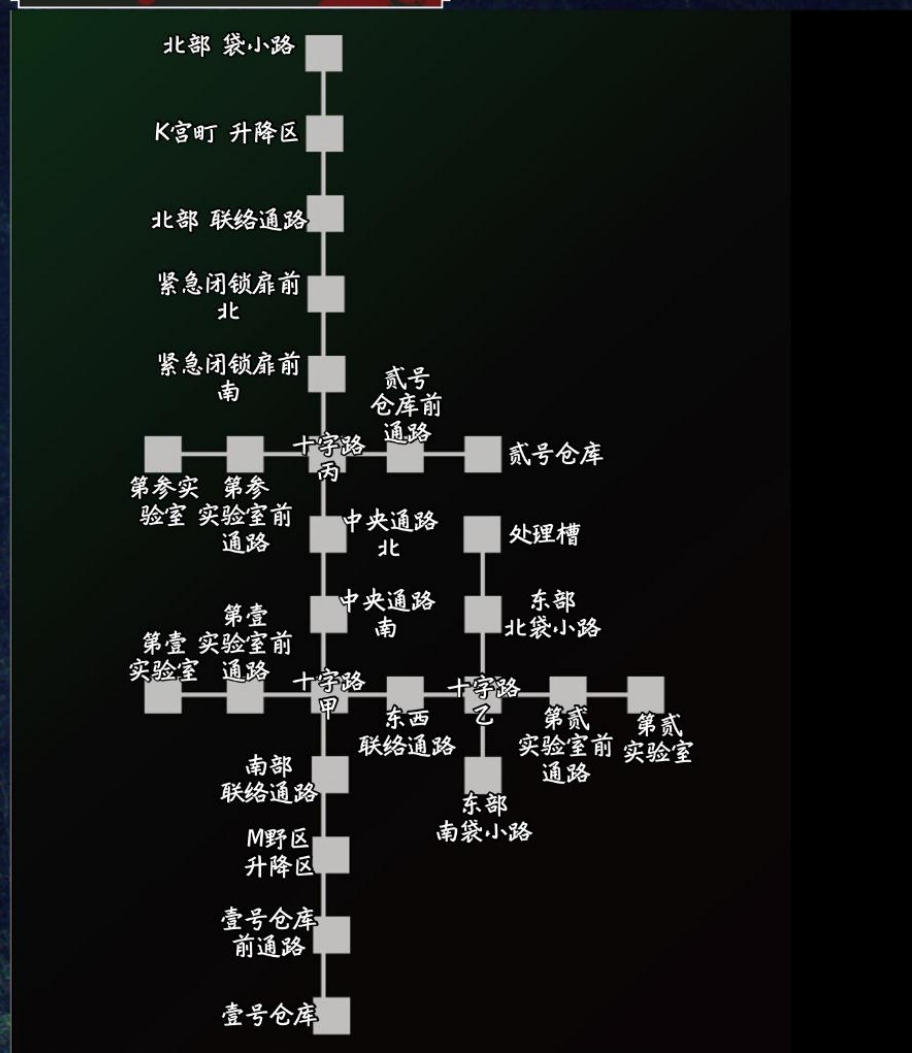 北部 袋小路
K宫町 升降区
北部 联络通路
紧急闭锁扉前
北
紧急闭锁扉前
南
贰号
仓库前
通路
十字路
丙
贰号仓库
第参实
验室
第参
实验室前
通路
中央通路
北
处理槽
中央通路
南
东部
北袋小路
第壹
实验室
第壹
实验室前
通路
十字路
甲
东西
联络通路
十字路
乙
第贰
实验室前
通路
第贰
实验室
南部
联络通路
东部
南袋小路
M野区
升降区
壹号仓库
前通路
壹号仓库